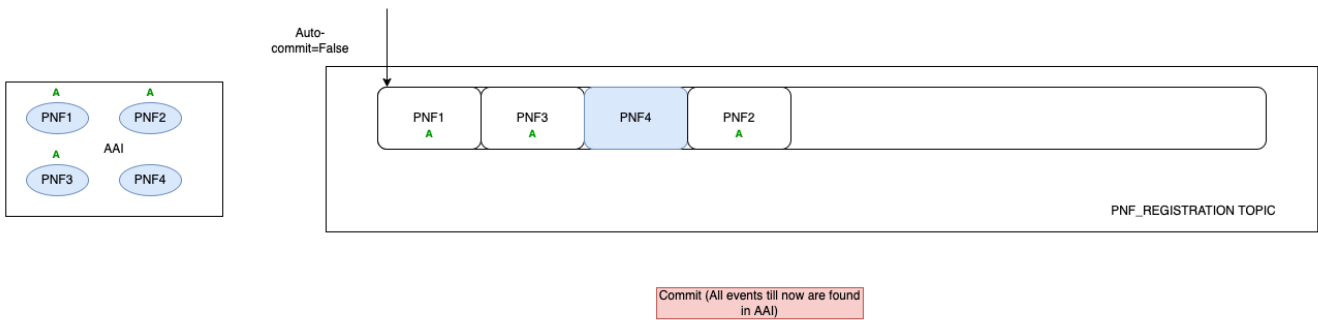 Auto-
commit=False
A
A
PNF1
PNF2
AAI
A
PNF3
PNF4
PNF1
A
PNF3
A
PNF4
PNF2
A
PNF_REGISTRATION TOPIC
Commit (All events till now are found
in AAI)